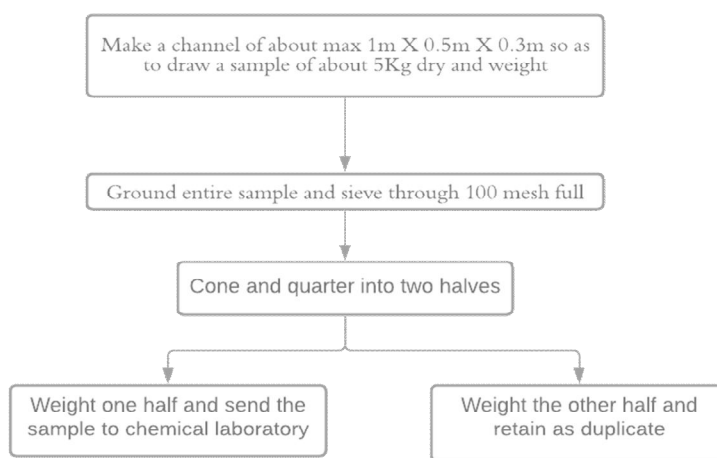 Make a channel of about max 1m X 0.5m X 0.3m so as
to draw a sample of about 5Kg dry and weight
Ground entire sample and sieve through 100 mesh full
Cone and quarter into two halves
Weight one half and send the
sample to chemical laboratory
Weight the other half and
retain as duplicate